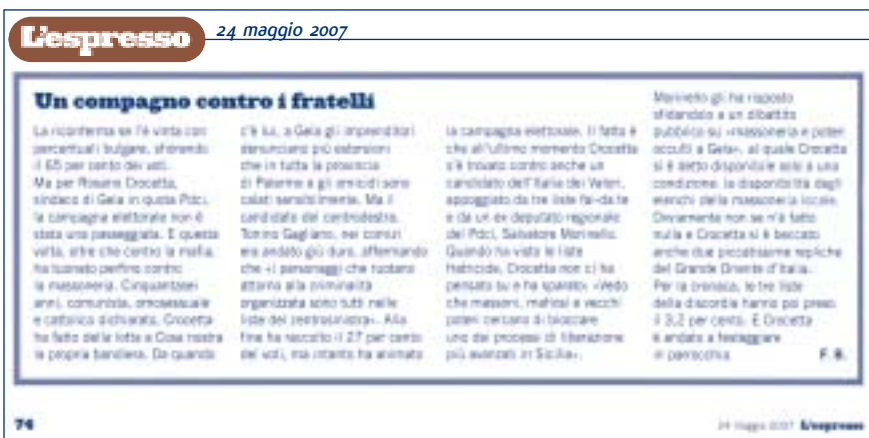 L'espresso
24 maggio 2007
Un compagno contro i fratelli
La riconferma se l'è vinta con
percentuali bulgare, sfiorando
il 65 per cento dei voti.
Ma per Rosario Crocetta,
sindaco di Gela in quota Pdci,
la campagna elettorale non è
stata una passeggiata. E questa
volta, oltre che contro la mafia,
ha tuonato perfino contro
la massoneria. Cinquantasei
anni, comunista, omosessuale
e cattolico dichiarato, Crocetta
ha fatto della lotta a Cosa nostra
la propria bandiera. Da quando
c'è lui, a Gela gli imprenditori
denunciano più estorsioni
che in tutta la provincia
di Palermo e gli omicidi sono
calati sensibilmente. Ma il
candidato del centrodestra,
Tonino Gagliano, nei comizi
era andato giù duro, affermando
che «i personaggi che ruotano
attorno alla criminalità
organizzata sono tutti nelle
liste del centrosinistra». Alla
fine ha raccolto il 27 per cento
dei voti, ma intanto ha animato
la campagna elettorale. Il fatto è
che all'ultimo momento Crocetta
s'è trovato contro anche un
candidato dell'Italia dei Valori,
appoggiato da tre liste fai-da te
e da un ex deputato regionale
del Pdci, Salvatore Morinello.
Quando ha visto le liste
fratricide, Crocetta non ci ha
pensato su e ha sparato: «Vedo
che massoni, mafiosi e vecchi
poteri cercano di bloccare
uno dei processi di liberazione
più avanzati in Sicilia».
Morinello gli ha risposto
sfidandolo a un dibattito
pubblico su «massoneria e poteri
occulti a Gela», al quale Crocetta
si è detto disponibile solo a una
condizione: la disponibilità degli
elenchi della massoneria locale.
Ovviamente non se n'è fatto
nulla e Crocetta si è beccato
anche due piccatissime repliche
del Grande Oriente d'Italia.
Per la cronaca, le tre liste
della discordia hanno poi preso
il 3,2 per cento. E Crocetta
è andato a festeggiare
in parrocchia.
F. B.
74
24 maggio 2007 L'espresso